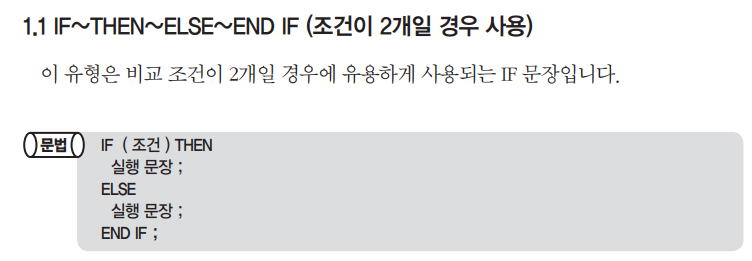 1.1 IF~THEN~ELSE~END IF (조건이 2개일 경우 사용)
이 유형은 비교 조건이 2개일 경우에 유용하게 사용되는 IF 문장입니다.
문법
IF ( 조건 ) THEN
실행 문장 ;
ELSE
실행 문장 ;
END IF ;